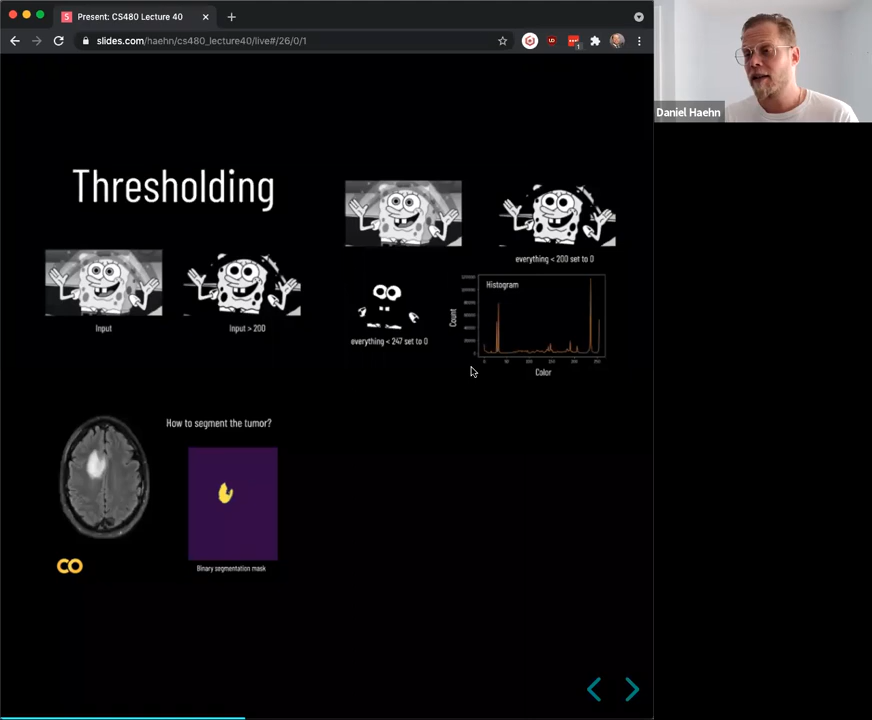 Present: CS480 Lecture 40
slides.com/haehn/cs480_lecture40/live#/26/0/1
Daniel Haehn
Thresholding
Input
Input > 200
everything < 200 set to 0
everything < 247 set to 0
Histogram
Count
Color
How to segment the tumor?
Binary segmentation mask
CO